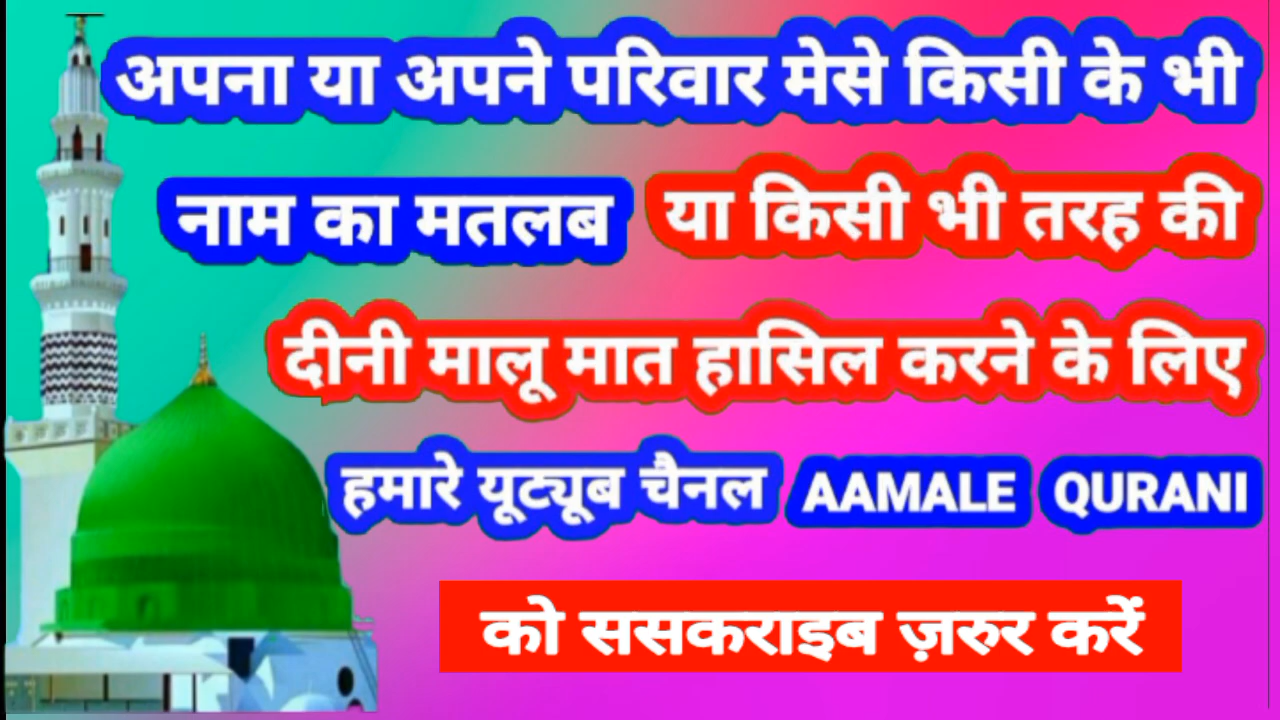 अपना या अपने परिवार मेसे किसी के भी
नाम का मतलब या किसी भी तरह की
दीनी मालू मात हासिल करने के लिए
हमारे यूट्यूब चैनल AAMALE QURANI
को ससकराइब ज़रुर करें